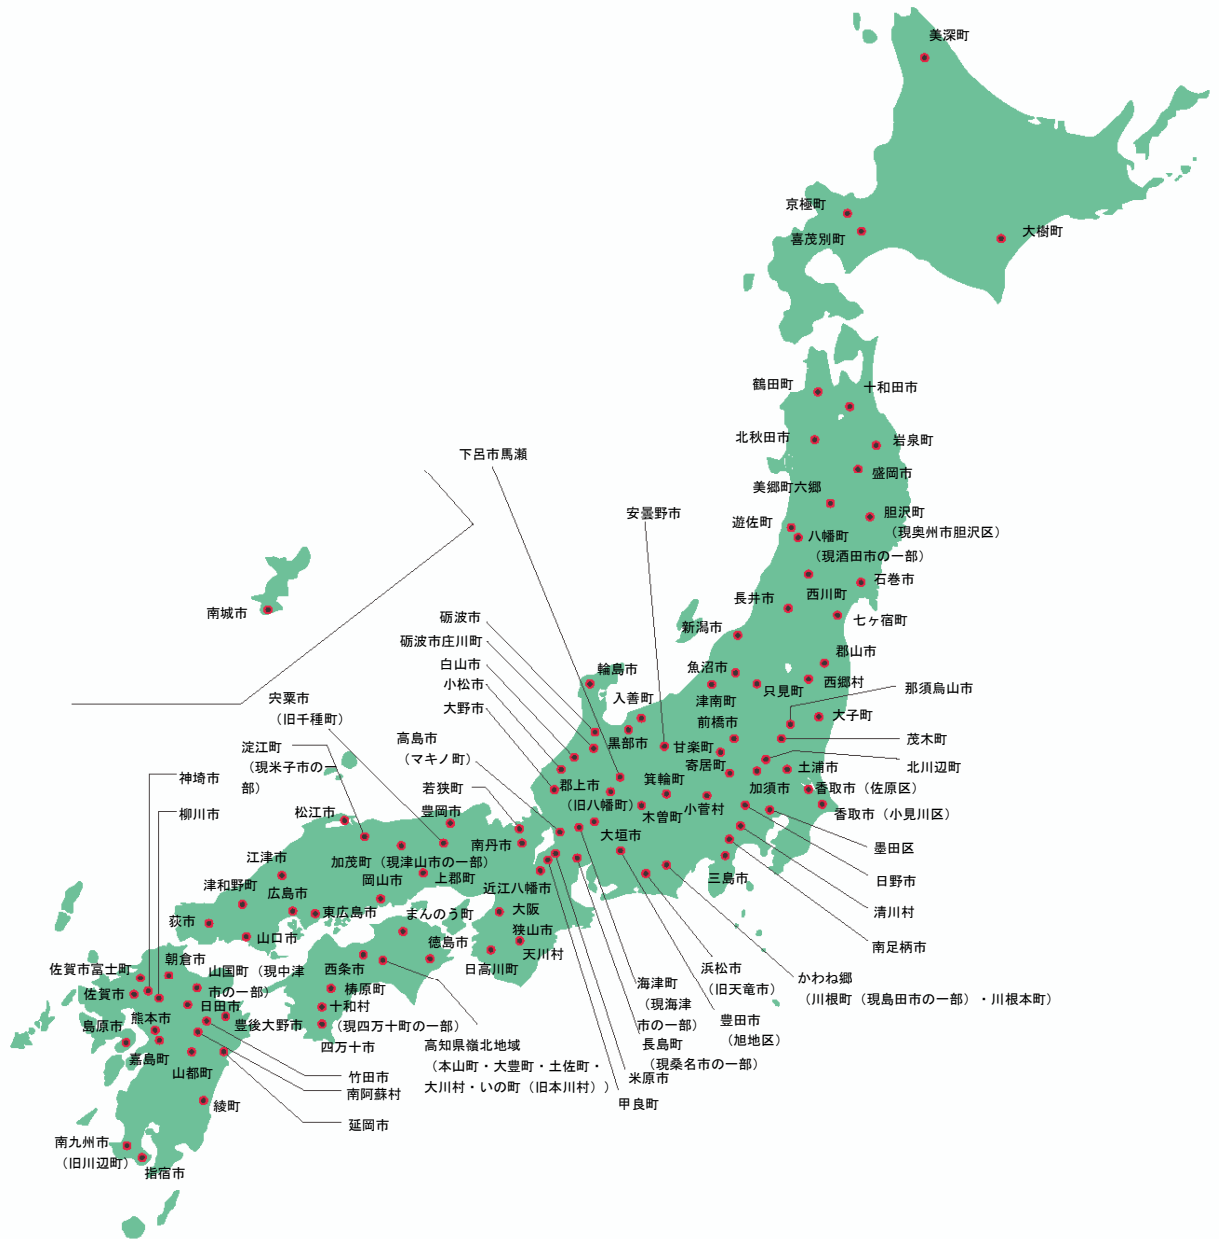 美深町
京極町
喜茂別町
大樹町
鶴田町
十和田市
北秋田市
岩泉町
盛岡市
美郷町六郷
胆沢町
（現奥州市胆沢区）
遊佐町
八幡町
（現酒田市の一部）
石巻市
西川町
長井市
七ヶ宿町
新潟市
郡山市
魚沼市
西郷村
只見町
津南町
那須烏山市
大子町
前橋市
茂木町
甘楽町
寄居町
北川辺町
土浦市
加須市
香取市（佐原区）
香取市（小見川区）
箕輪町
小菅村
木曽町
墨田区
日野市
清川村
南足柄市
三島市
下呂市馬瀬
安曇野市
南城市
砺波市
砺波市庄川町
白山市
小松市
大野市
輪島市
入善町
黒部市
郡上市
（旧八幡町）
大垣市
宍粟市
（旧千種町）
淀江町
（現米子市の一
部）
高島市
（マキノ町）
若狭町
神埼市
柳川市
松江市
豊岡市
南丹市
加茂町（現津山市の一部）
上郡町
江津市
岡山市
近江八幡市
津和野町
広島市
東広島市
まんのう町
大阪
狭山市
天川村
日高川町
荻市
山口市
徳島市
西条市
梼原町
十和村
（現四万十町の一部）
四万十市
高知県嶺北地域
（本山町・大豊町・土佐町・
大川村・いの町（旧本川村））
朝倉市
佐賀市富士町
山国町（現中津
市の一部）
佐賀市
日田市
熊本市
島原市
豊後大野市
嘉島町
山都町
竹田市
南阿蘇村
綾町
延岡市
南九州市
（旧川辺町）
指宿市
海津町
（現海津
市の一部）
長島町
（現桑名市の一部）
米原市
甲良町
浜松市
（旧天竜市）
豊田市
（旭地区）
かわね郷
（川根町（現島田市の一部）・川根本町）